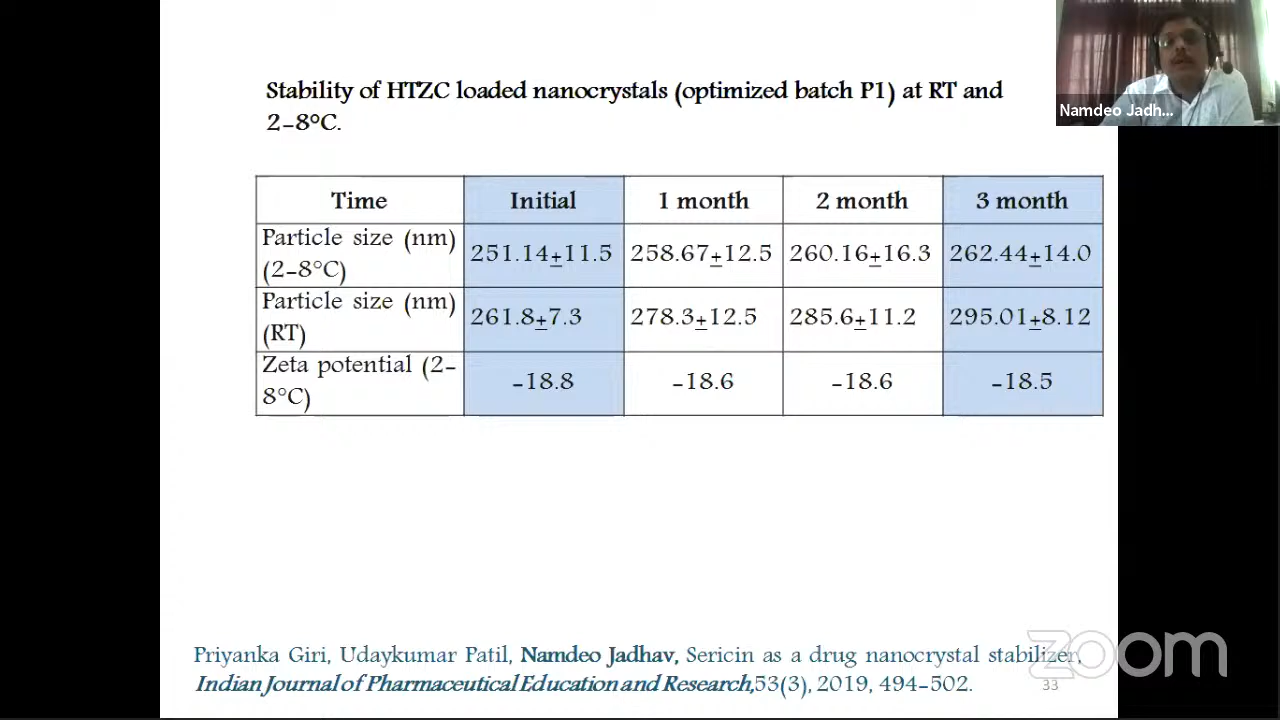 Stability of HTZC loaded nanocrystals (optimized batch P1) at RT and
2-8°C.
Namdeo Jadh...
Time Initial 1 month 2 month 3 month
Particle size (nm)
(2-8°C) 251.14±11.5 258.67±12.5 260.16±16.3 262.44±14.0
Particle size (nm)
(RT) 261.8±7.3 278.3±12.5 285.6±11.2 295.01±8.12
Zeta potential (2-
8°C) -18.8 -18.6 -18.6 -18.5
Priyanka Giri, Udaykumar Patil, Namdeo Jadhav, Sericin as a drug nanocrystal stabilizer,
Indian Journal of Pharmaceutical Education and Research,53(3), 2019, 494-502.
33
zoom